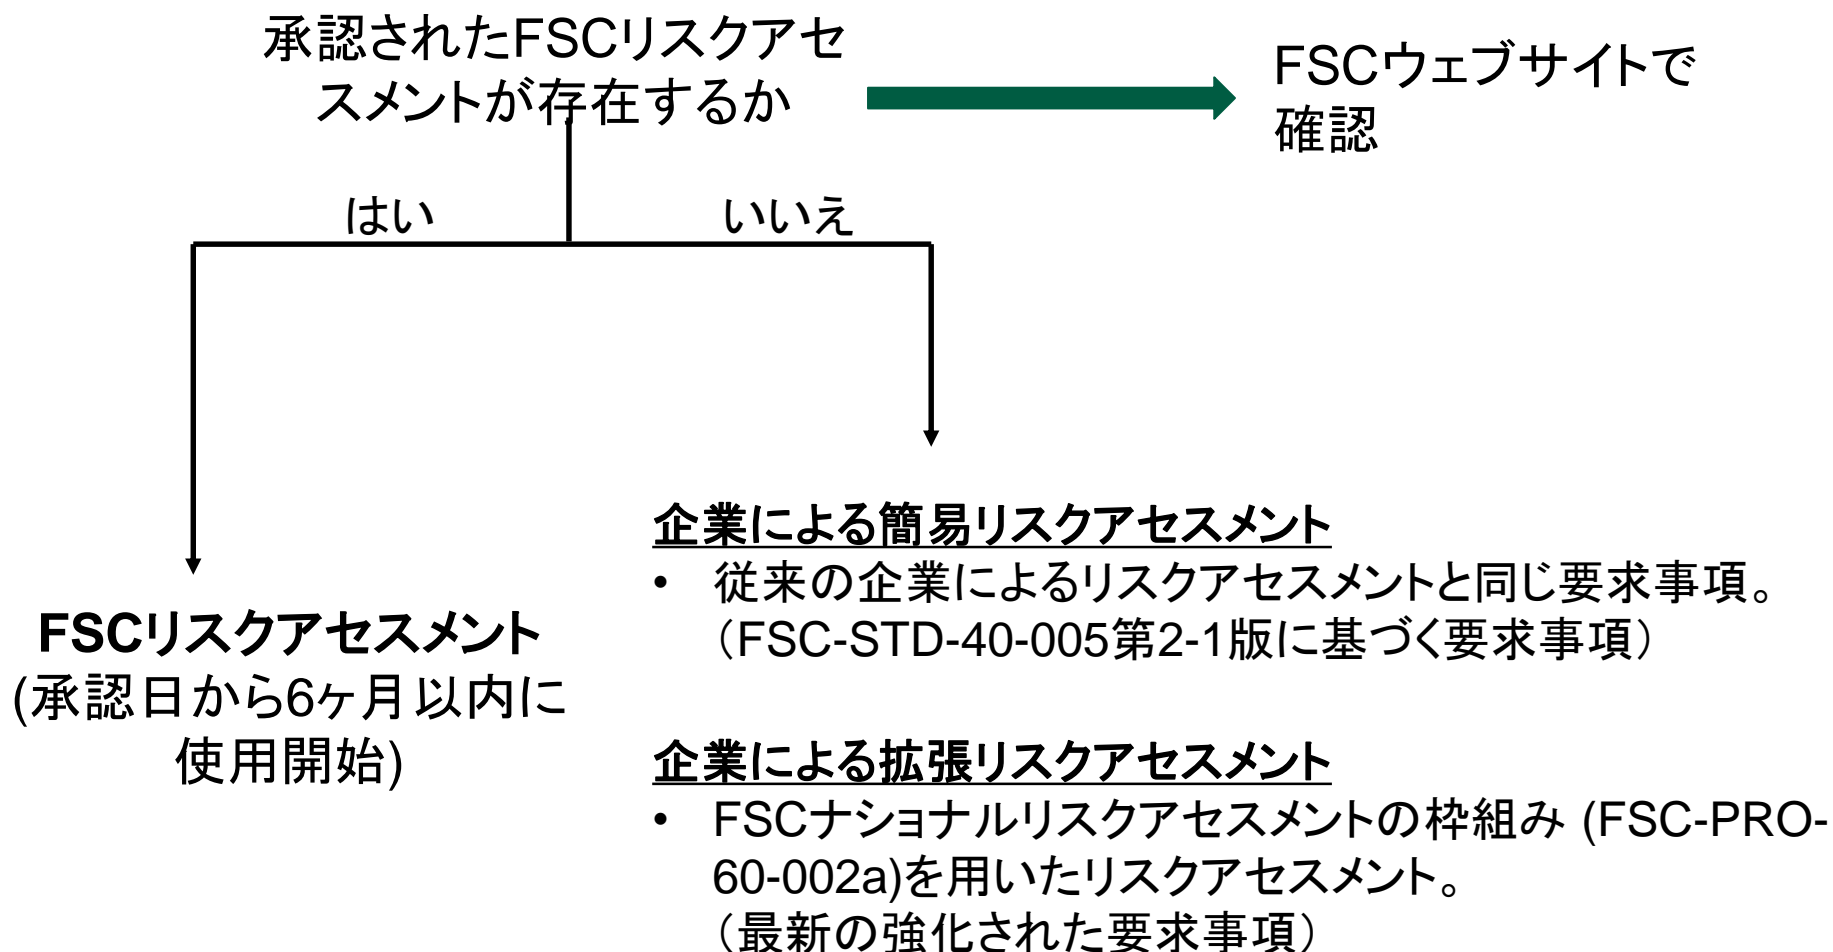 承認されたFSCリスクアセ
スメントが存在するか
FSCウェブサイトで
確認
はい
いいえ
FSCリスクアセスメント
(承認日から6ヶ月以内に
使用開始)
企業による簡易リスクアセスメント
• 従来の企業によるリスクアセスメントと同じ要求事項。
（FSC-STD-40-005第2-1版に基づく要求事項）
企業による拡張リスクアセスメント
• FSCナショナルリスクアセスメントの枠組み (FSC-PRO-
60-002a)を用いたリスクアセスメント。
（最新の強化された要求事項）